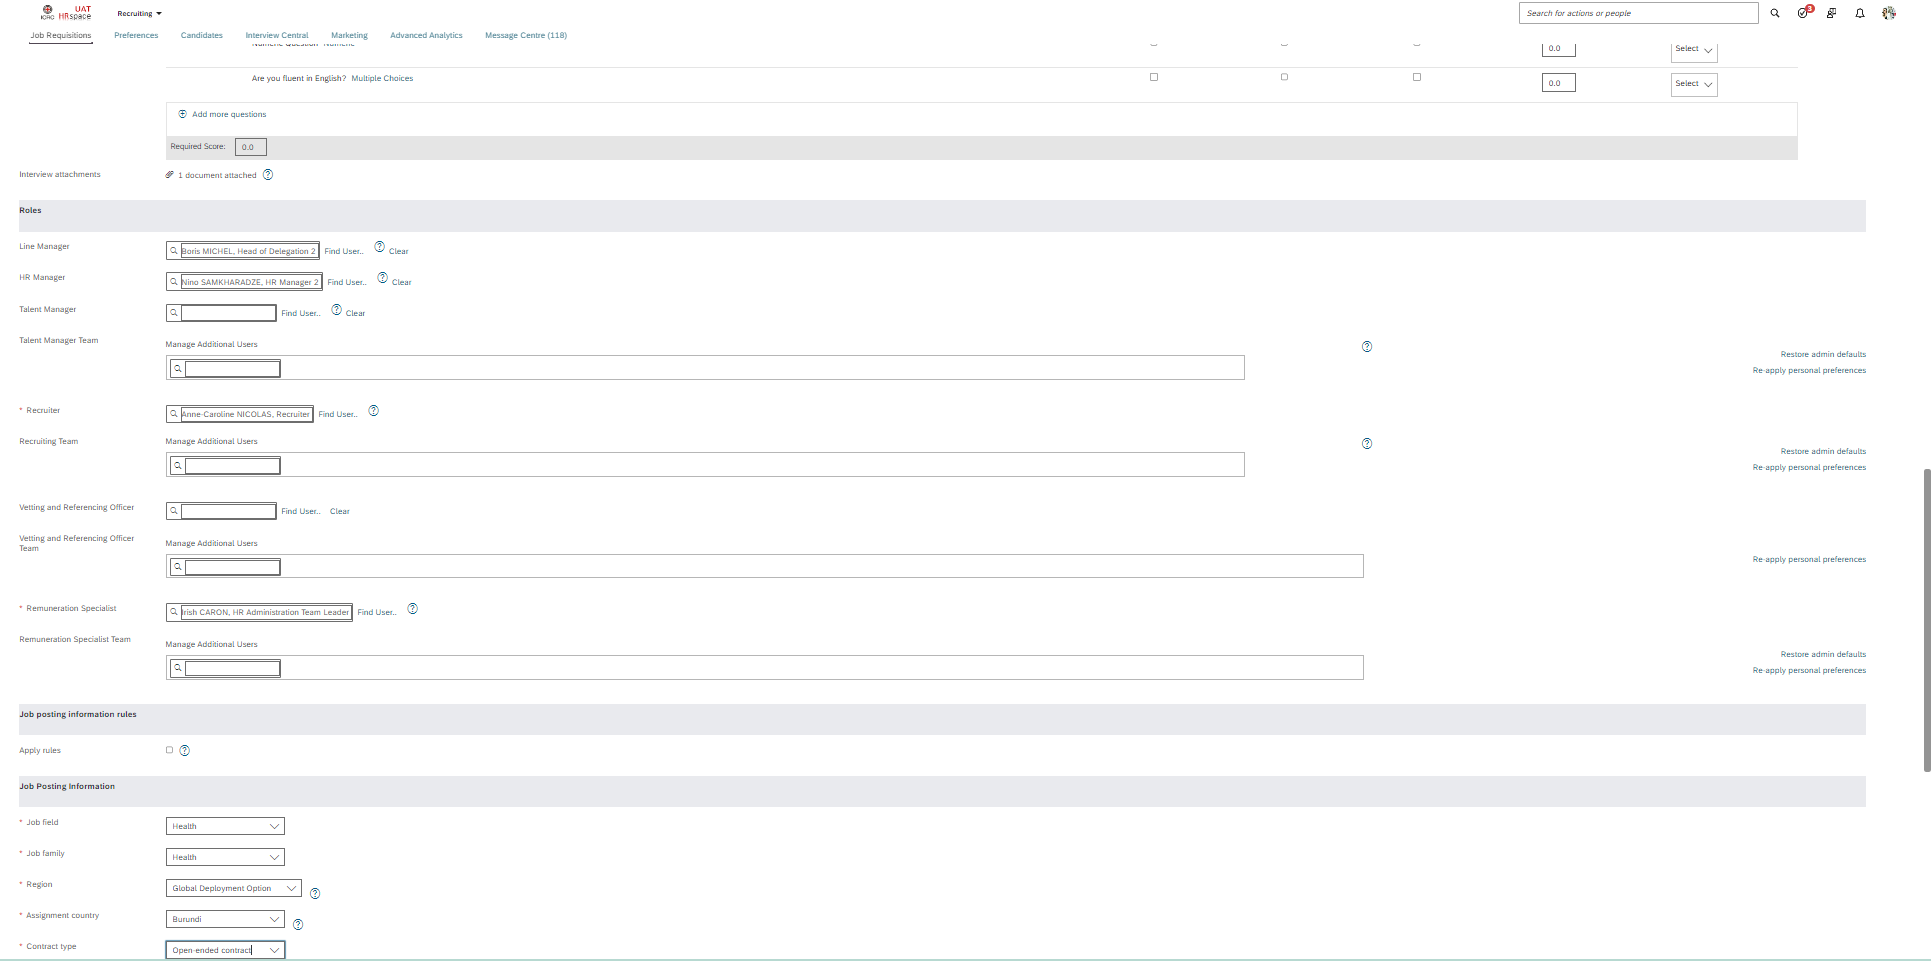 ICRC UAT HRspace Recruiting Search for actions or people 3
Job Requisitions Preferences Candidates Interview Central Marketing Advanced Analytics Message Centre (118)
Numeric Question Numeric 0.0 Select
Are you fluent in English? Multiple Choices 0.0 Select
Add more questions
Required Score: 0.0
Interview attachments 1 document attached
Roles
Line Manager Boris MICHEL, Head of Delegation 2 Find User.. Clear
HR Manager Nino SAMKHARADZE, HR Manager 2 Find User.. Clear
Talent Manager Find User.. Clear
Talent Manager Team Manage Additional Users
Restore admin defaults
Re-apply personal preferences
* Recruiter Anne-Caroline NICOLAS, Recruiter Find User..
Recruiting Team Manage Additional Users
Restore admin defaults
Re-apply personal preferences
Vetting and Referencing Officer Find User.. Clear
Vetting and Referencing Officer Team Manage Additional Users
Re-apply personal preferences
* Remuneration Specialist Irish CARON, HR Administration Team Leader Find User..
Remuneration Specialist Team Manage Additional Users
Restore admin defaults
Re-apply personal preferences
Job posting information rules
Apply rules
Job Posting Information
* Job field Health
* Job family Health
* Region Global Deployment Option
* Assignment country Burundi
* Contract type Open-ended contract